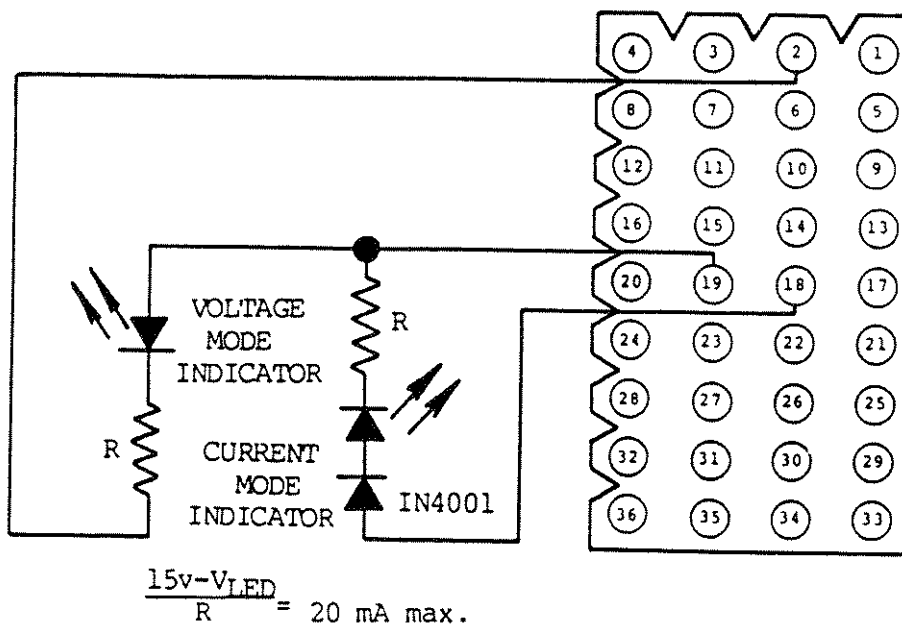 4 3 2 1
8 7 6 5
12 11 10 9
16 15 14 13
20 19 18 17
24 23 22 21
28 27 26 25
32 31 30 29
36 35 34 33
VOLTAGE
MODE
INDICATOR
R
R
CURRENT
MODE
INDICATOR
IN4001
15v-VLED
R
= 20 mA max.